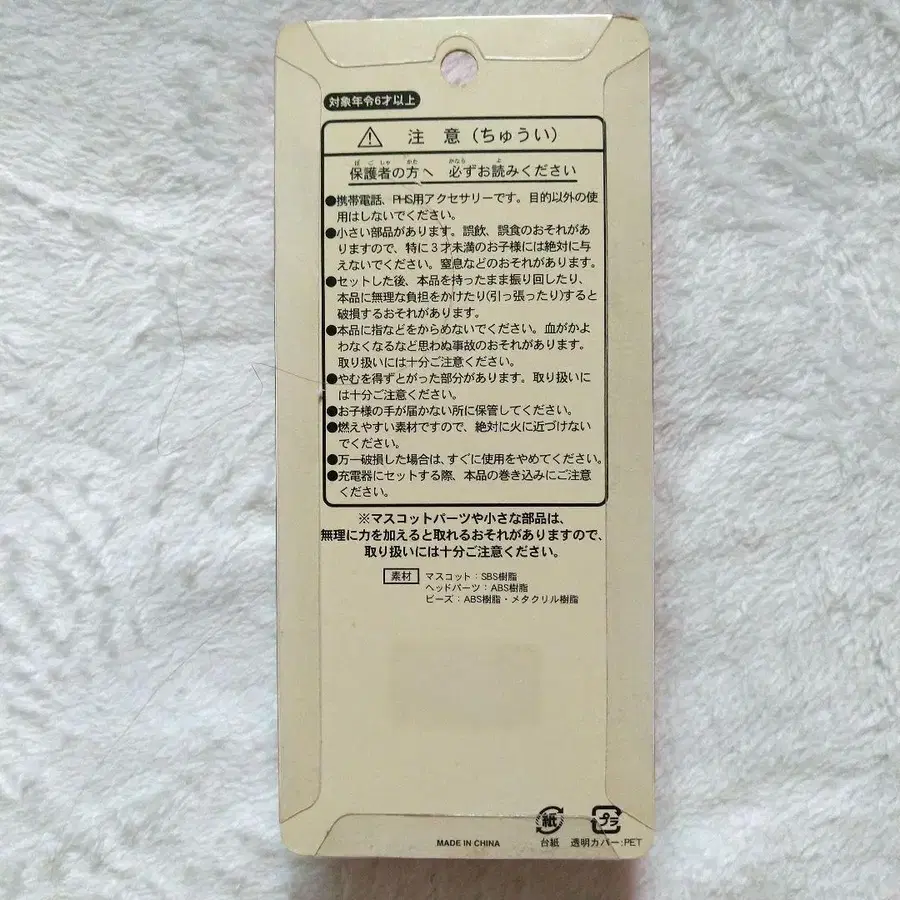 対象年令6才以上
⚠ 注 意 (ちゅうい)
ほごしゃ かた かなら よ
保護者の方へ 必ずお読みください
●携帯電話、PHS用アクセサリーです。目的以外の使
用はしないでください。
●小さい部品があります。誤飲、誤食のおそれがあ
りますので、特に3才未満のお子様には絶対に与
えないでください。窒息などのおそれがあります。
●セットした後、本品を持ったまま振り回したり、
本品に無理な負担をかけたり(引っ張ったり)すると
破損するおそれがあります。
●本品に指などをからめないでください。血がかよ
わなくなるなど思わぬ事故のおそれがあります。
取り扱いには十分ご注意ください。
●やむを得ずとがった部分があります。取り扱いに
は十分ご注意ください。
●お子様の手が届かない所に保管してください。
●燃えやすい素材ですので、絶対に火に近づけない
でください。
●万一破損した場合は、すぐに使用をやめてください。
●充電器にセットする際、本品の巻き込みにご注意
ください。
※マスコットパーツや小さな部品は、
無理に力を加えると取れるおそれがありますので、
取り扱いには十分ご注意ください。
素材 マスコット：SBS樹脂
ヘッドパーツ：ABS樹脂
ビーズ：ABS樹脂・メタクリル樹脂
紙 プラ
MADE IN CHINA 台紙 透明カバー:PET